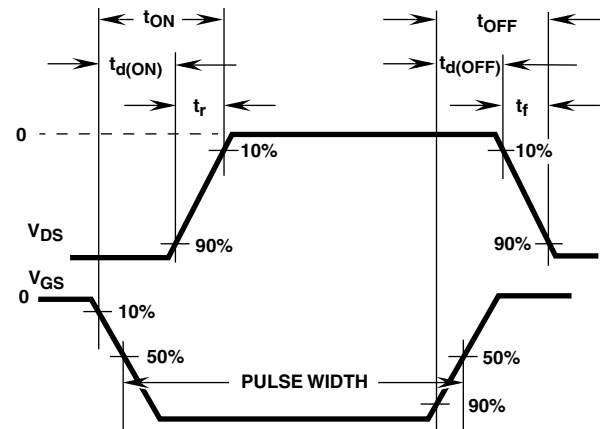 tON tOFF
td(ON) td(OFF)
tr tf
0
10% 10%
VDS 90% 90%
VGS
0
10%
50% 50%
PULSE WIDTH
90%